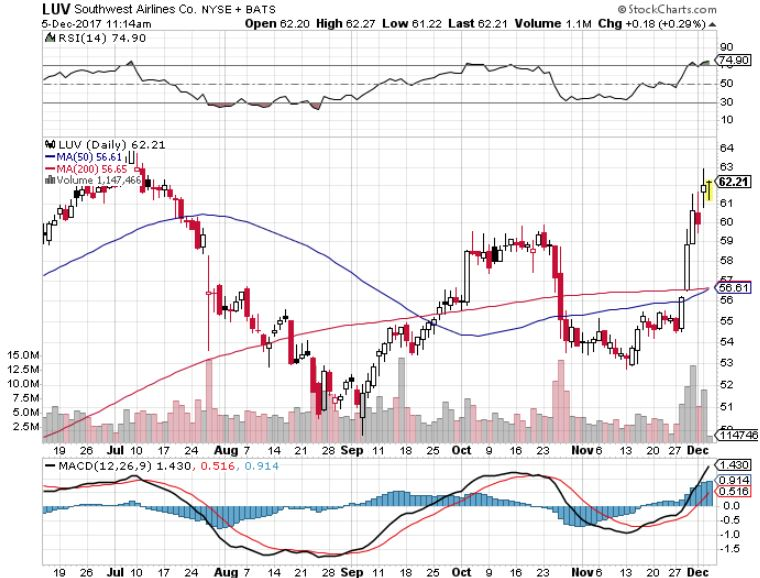 LUV Southwest Airlines Co. NYSE + BATS © StockCharts.com
5-Dec-2017 11:14am Open 62.20 High 62.27 Low 61.22 Last 62.21 Volume 1.1M Chg +0.18 (+0.29%)
RSI(14) 74.90
90
74.90
70
50
30
10
LUV (Daily) 62.21
MA(50) 56.61
MA(200) 56.65
Volume 1,147,466
64
63
62.21
61
60
59
58
57
56.61
56
55
54
53
52
51
50
15.0M
12.5M
10.0M
7.5M
5.0M
2.5M
114746
19 26 Jul 10 17 24 Aug 7 14 21 28 Sep 11 18 25 Oct 9 16 23 Nov 6 13 20 27 Dec
MACD(12,26,9) 1.430, 0.516, 0.914
1.430
0.914
0.516
0.0
-0.5
-1.0
-1.5
19 26 Jul 10 17 24 Aug 7 14 21 28 Sep 11 18 25 Oct 9 16 23 Nov 6 13 20 27 Dec